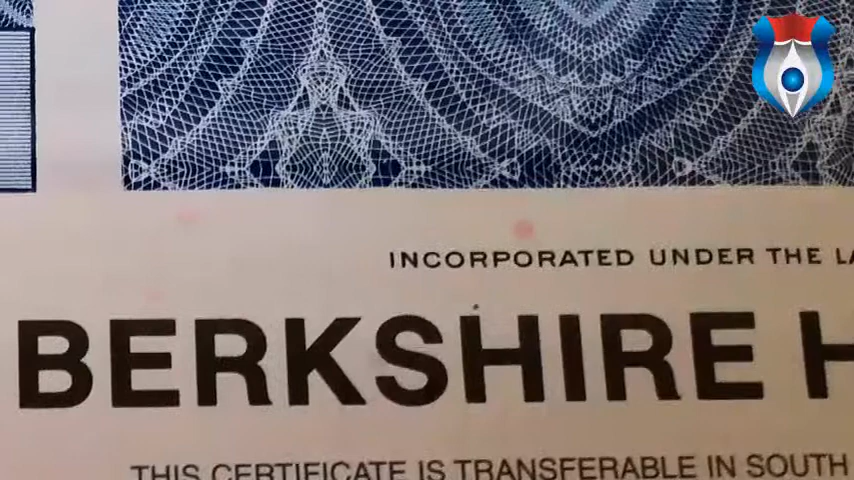 INCORPORATED UNDER THE LA
BERKSHIRE H
THIS CERTIFICATE IS TRANSFERABLE IN SOUTH